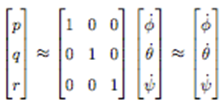 [p q r]ᵀ ≈ [1 0 0; 0 1 0; 0 0 1] [φ̇ θ̇ ψ̇]ᵀ ≈ [φ̇ θ̇ ψ̇]ᵀ